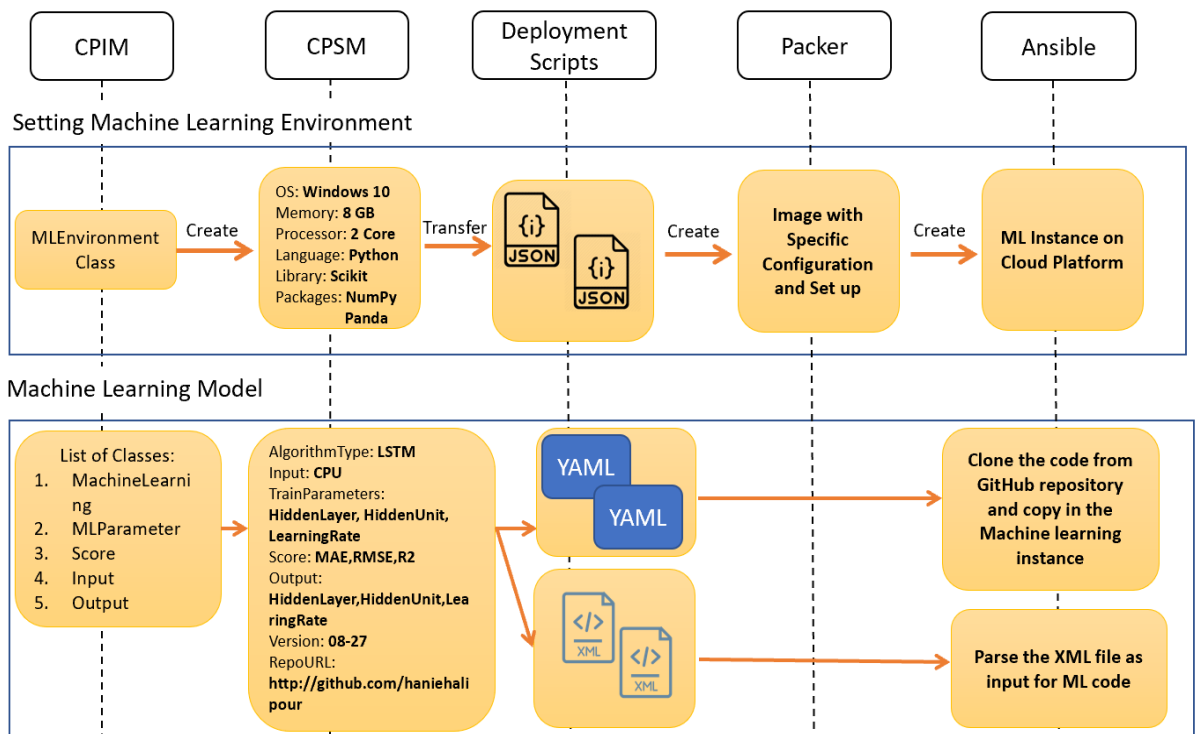 CPIM
CPSM
Deployment
Scripts
Packer
Ansible
Setting Machine Learning Environment
MLEnvironment
Class
Create
OS: Windows 10
Memory: 8 GB
Processor: 2 Core
Language: Python
Library: Scikit
Packages: NumPy
Panda
Transfer
{i}
JSON
{i}
JSON
Create
Image with
Specific
Configuration
and Set up
Create
ML Instance on
Cloud Platform
Machine Learning Model
List of Classes:
1. MachineLearni
ng
2. MLParameter
3. Score
4. Input
5. Output
AlgorithmType: LSTM
Input: CPU
TrainParameters:
HiddenLayer, HiddenUnit,
LearningRate
Score: MAE,RMSE,R2
Output:
HiddenLayer,HiddenUnit,Lea
rningRate
Version: 08-27
RepoURL:
http://github.com/haniehali
pour
YAML
YAML
</>
XML
</>
XML
Clone the code from
GitHub repository
and copy in the
Machine learning
instance
Parse the XML file as
input for ML code